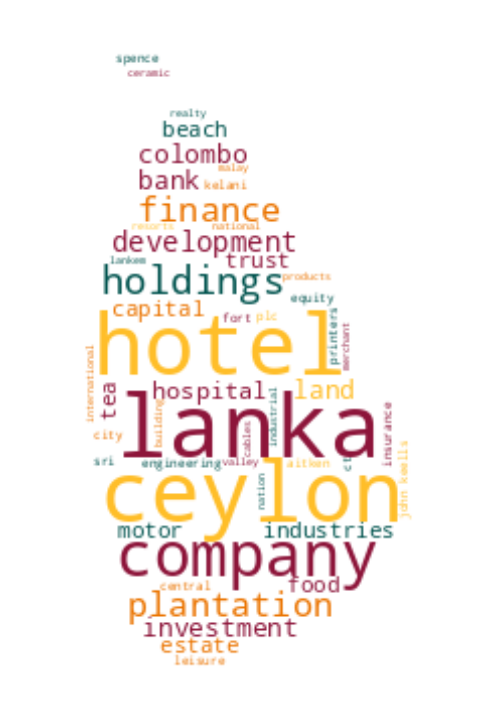 spence
ceramic
realty
beach
colombo
malay
bank
kelani
finance
resorts
national
development
lankem
trust
holdings
products
equity
capital
fort
plc
hotel
printers
merchant
international
tea
hospital
land
lanka
building
industrial
cables
insurance
city
sri
engineering
valley
aitken
ct
john keells
nation
ceylon
motor
industries
company
central
food
plantation
investment
estate
leisure